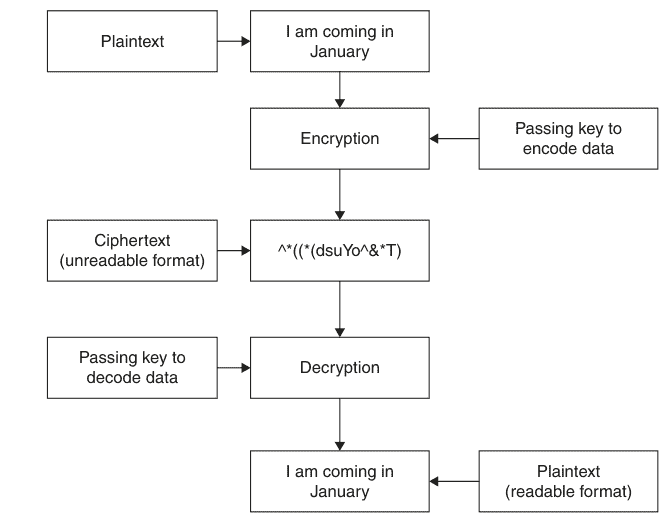 Plaintext
I am coming in
January
Encryption
Passing key to
encode data
Ciphertext
(unreadable format)
^*((*(dsuYo^&*T)
Passing key to
decode data
Decryption
I am coming in
January
Plaintext
(readable format)